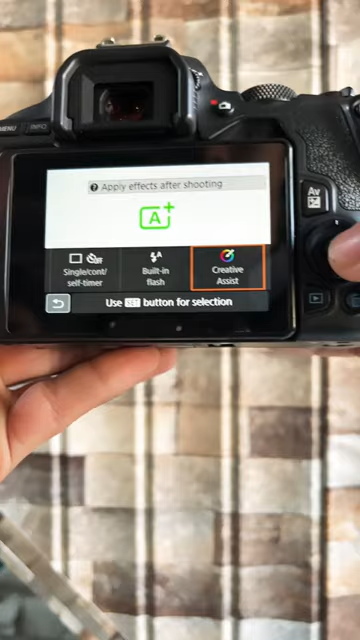 MENU INFO
? Apply effects after shooting
A+
Av
OFF
A
Single/cont/
self-timer
Built-in
flash
Creative
Assist
Use SET button for selection